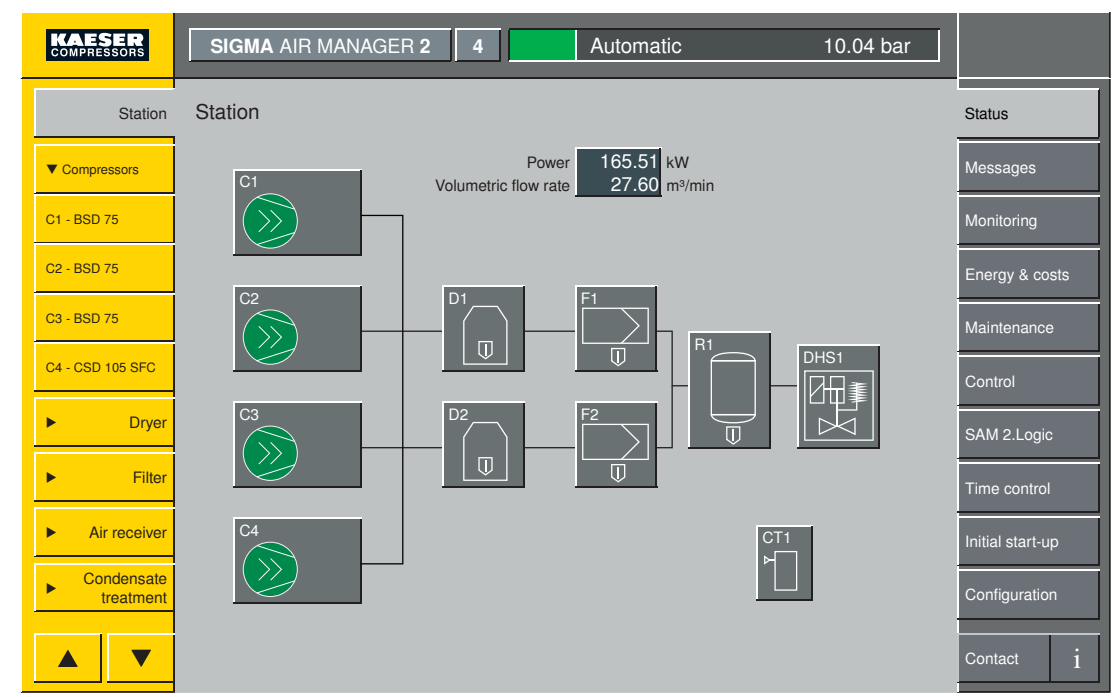 KAESER
COMPRESSORS
SIGMA AIR MANAGER 2
4
Automatic
10.04 bar
Station
▼ Compressors
C1 - BSD 75
C2 - BSD 75
C3 - BSD 75
C4 - CSD 105 SFC
Dryer
Filter
Air receiver
Condensate
treatment
Station
Power 165.51 kW
Volumetric flow rate 27.60 m³/min
C1
C2
D1
F1
R1
DHS1
C3
D2
F2
C4
CT1
Status
Messages
Monitoring
Energy & costs
Maintenance
Control
SAM 2.Logic
Time control
Initial start-up
Configuration
Contact
i